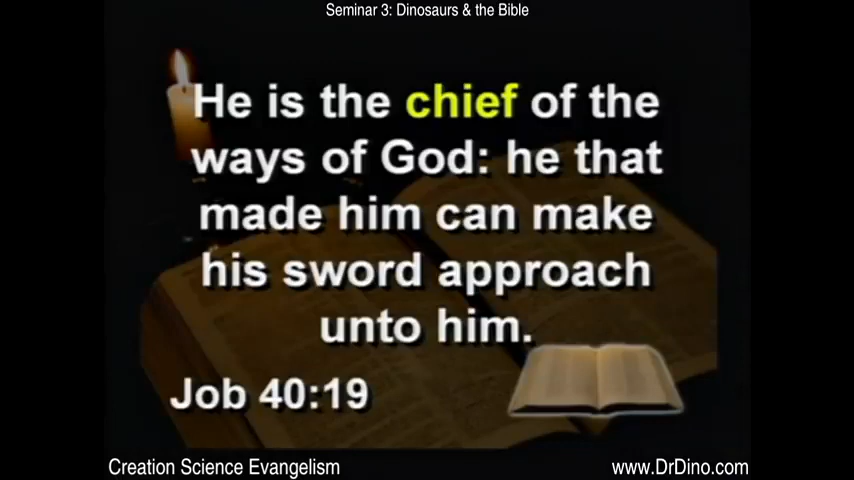 Seminar 3: Dinosaurs & the Bible
He is the chief of the
ways of God: he that
made him can make
his sword approach
unto him.
Job 40:19
Creation Science Evangelism
www.DrDino.com